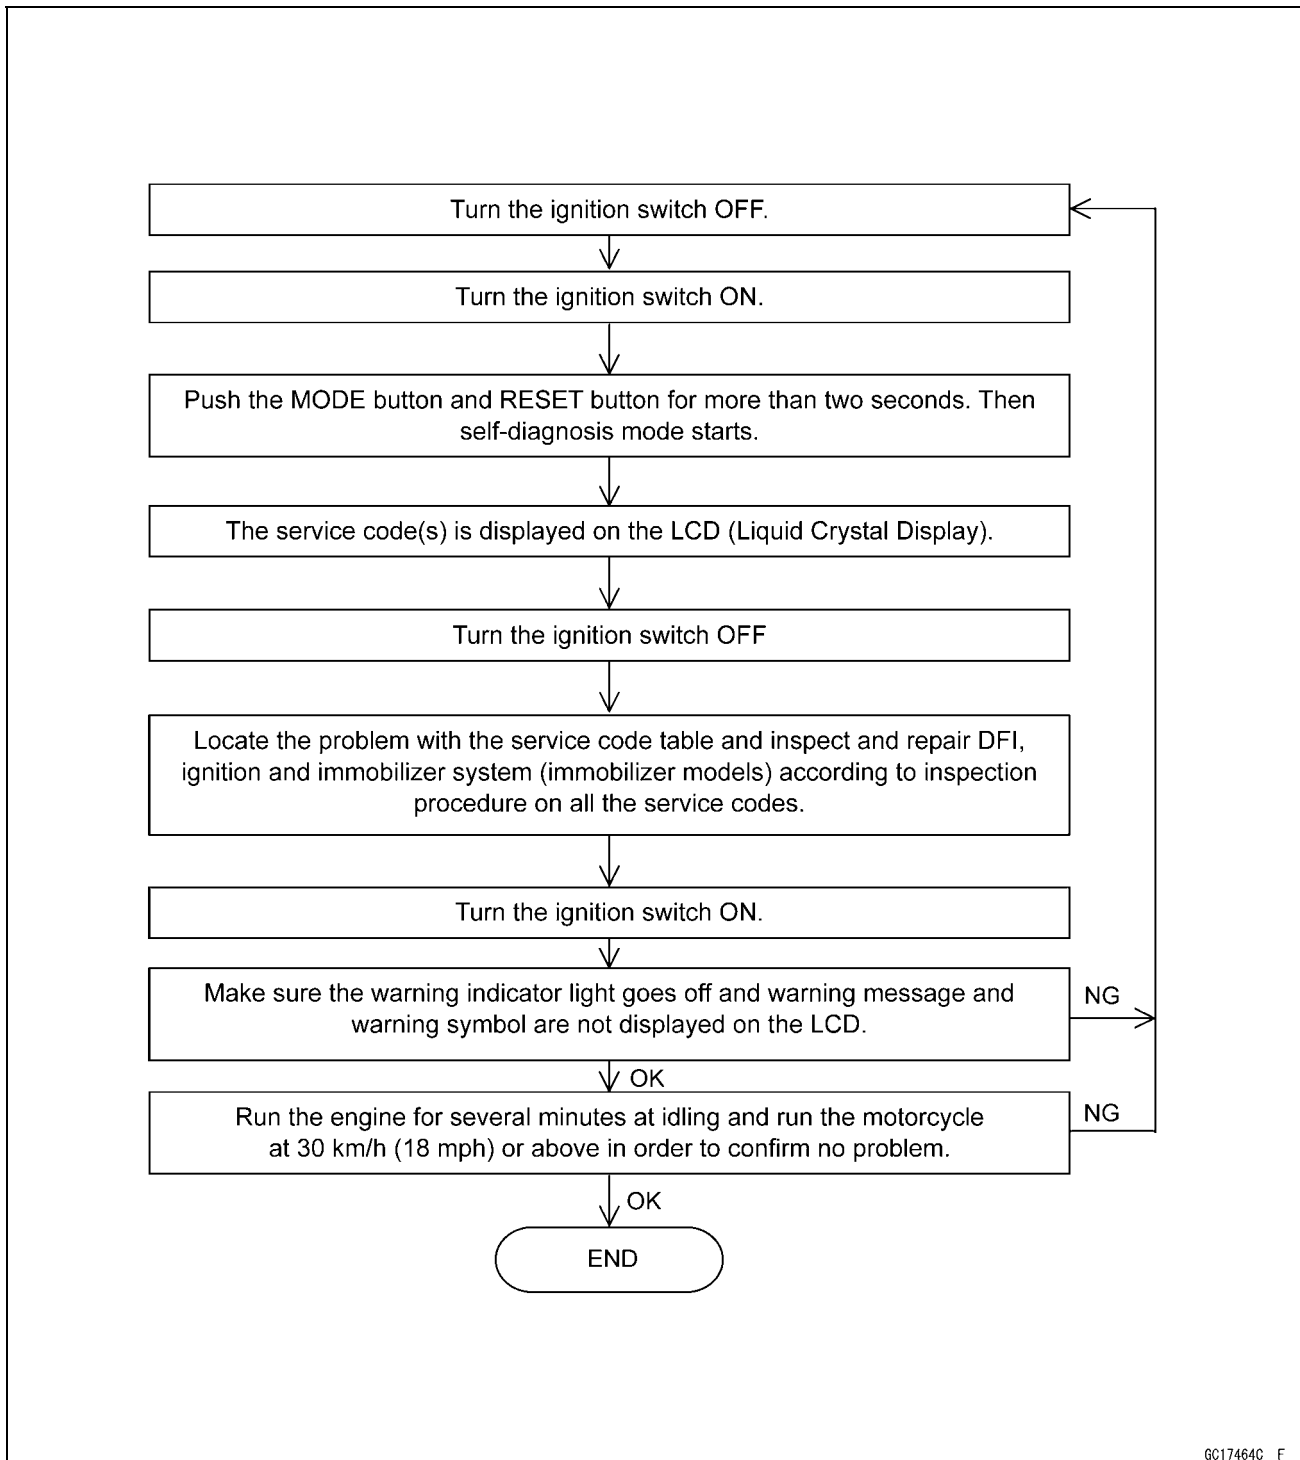 Turn the ignition switch OFF.
Turn the ignition switch ON.
Push the MODE button and RESET button for more than two seconds. Then
self-diagnosis mode starts.
The service code(s) is displayed on the LCD (Liquid Crystal Display).
Turn the ignition switch OFF
Locate the problem with the service code table and inspect and repair DFI,
ignition and immobilizer system (immobilizer models) according to inspection
procedure on all the service codes.
Turn the ignition switch ON.
Make sure the warning indicator light goes off and warning message and
warning symbol are not displayed on the LCD.
NG
OK
Run the engine for several minutes at idling and run the motorcycle
at 30 km/h (18 mph) or above in order to confirm no problem.
NG
OK
END
GC17464C F